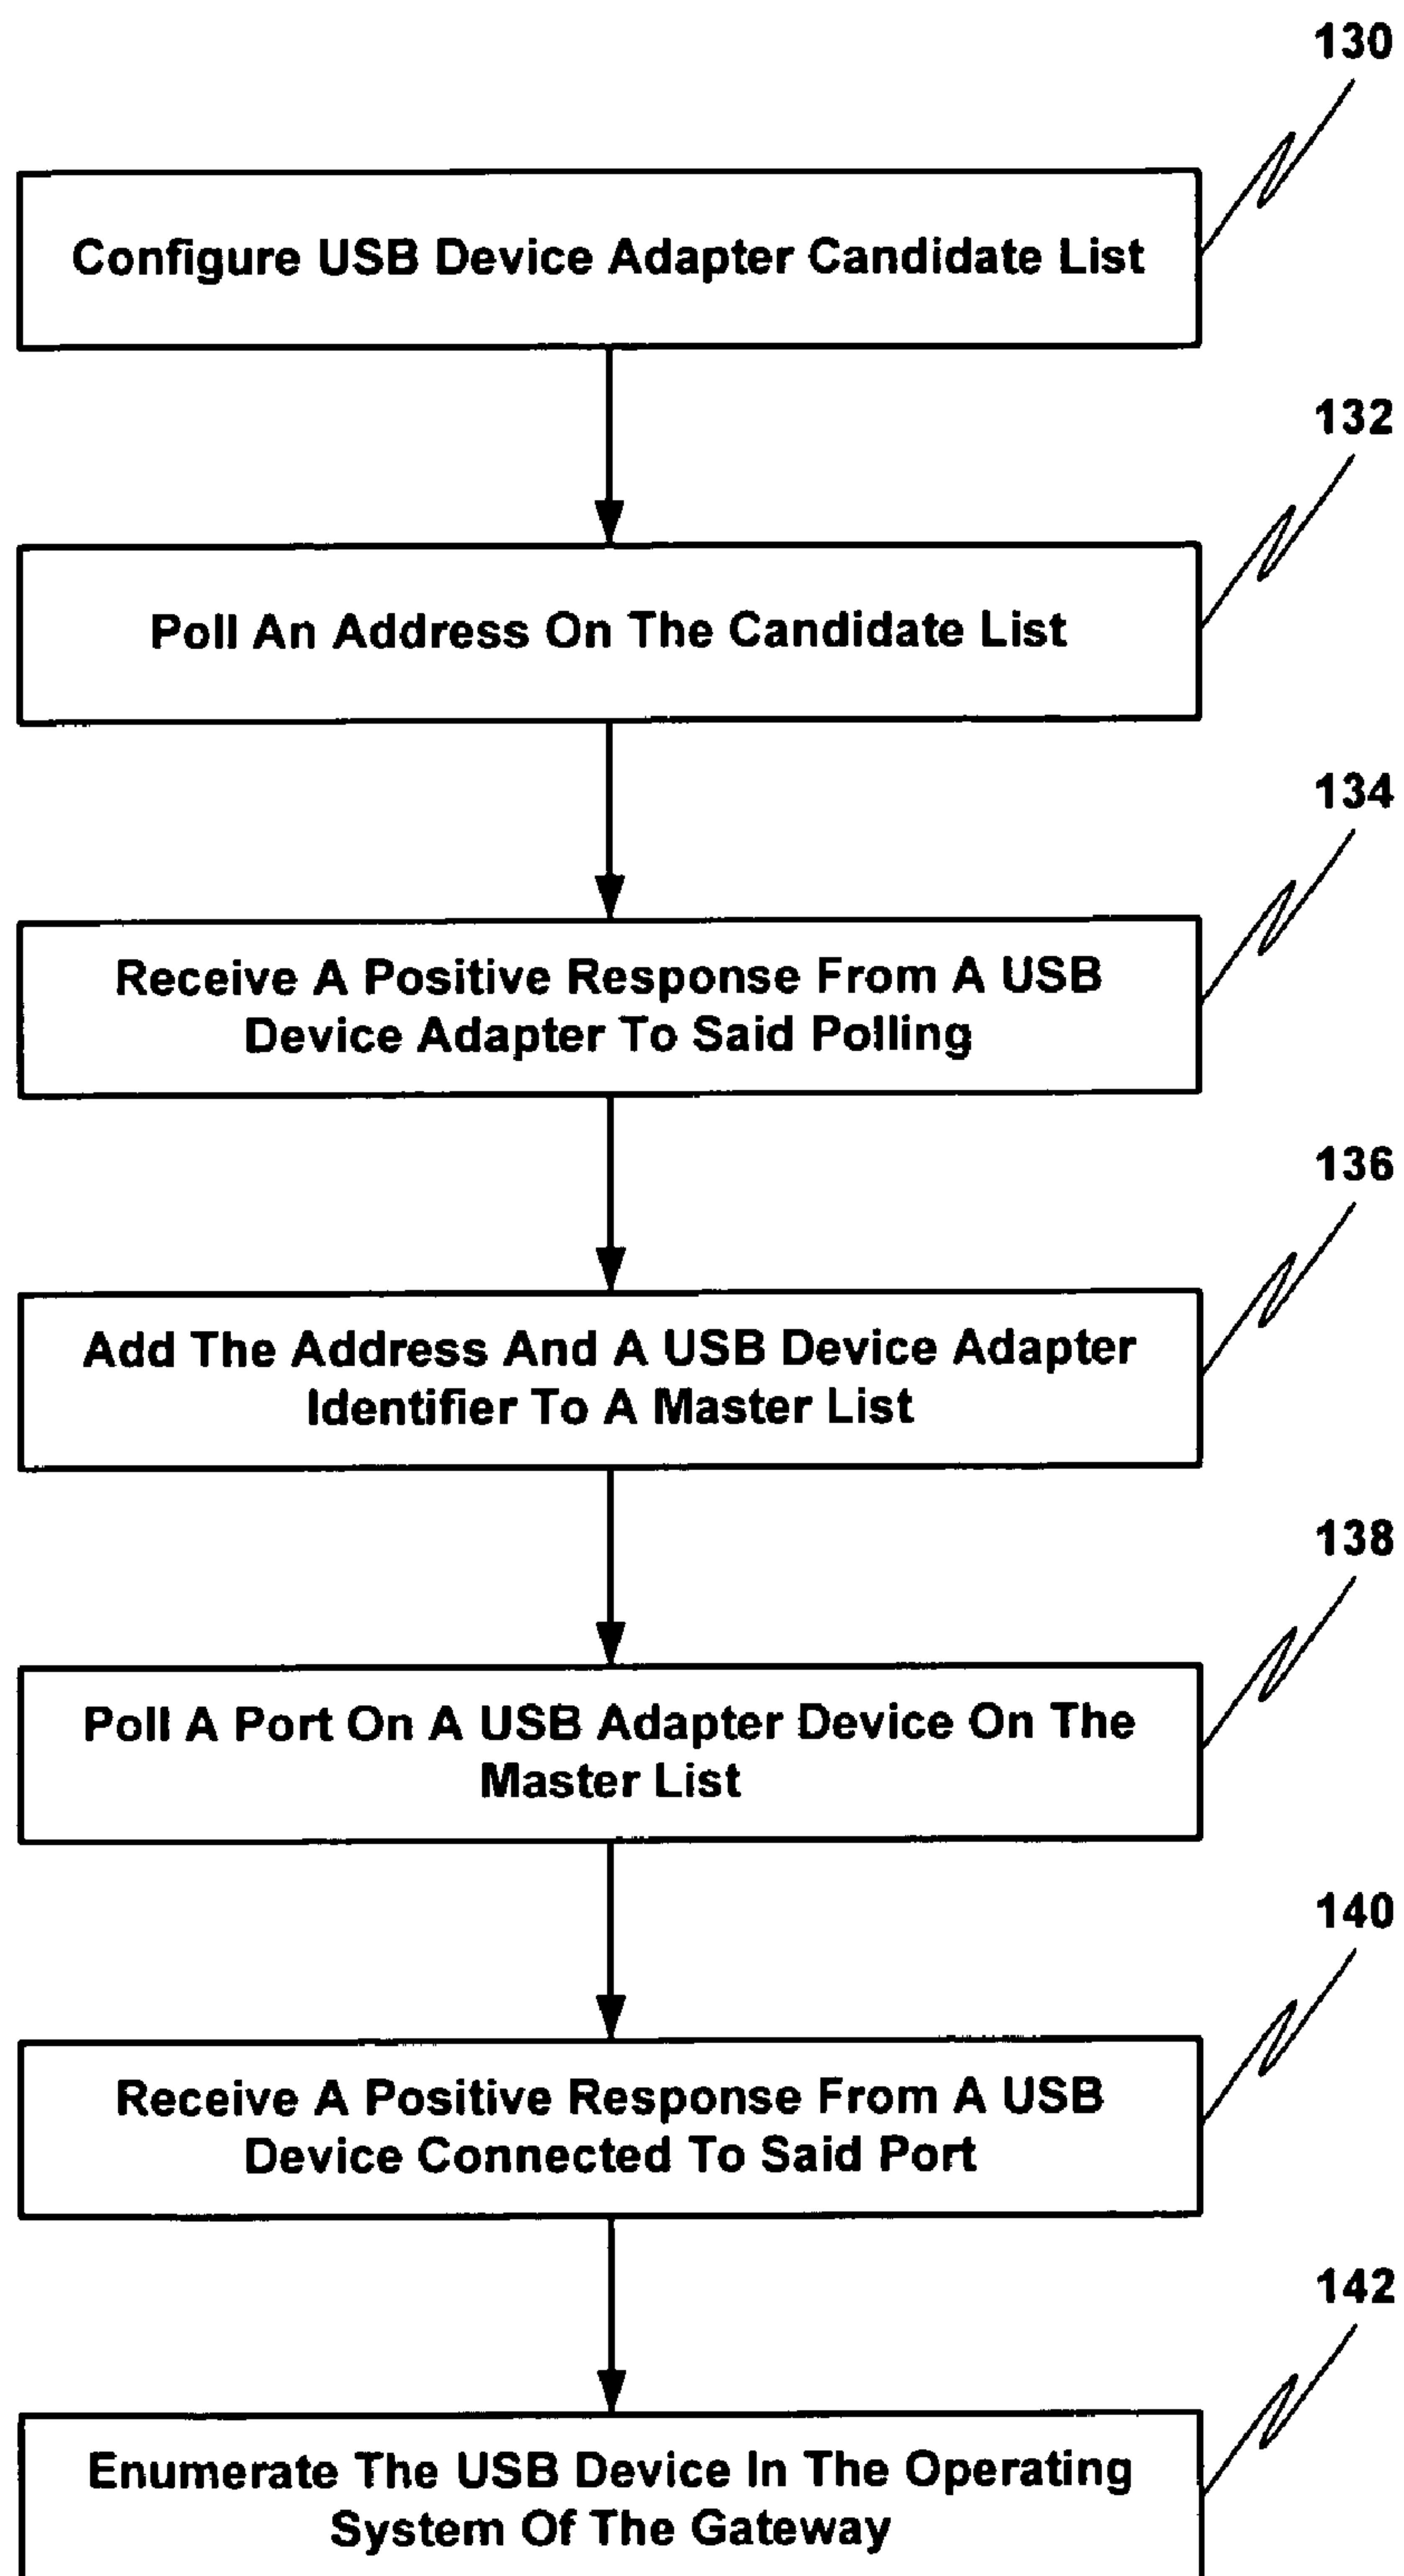 130
Configure USB Device Adapter Candidate List
132
Poll An Address On The Candidate List
134
Receive A Positive Response From A USB
Device Adapter To Said Polling
136
Add The Address And A USB Device Adapter
Identifier To A Master List
138
Poll A Port On A USB Adapter Device On The
Master List
140
Receive A Positive Response From A USB
Device Connected To Said Port
142
Enumerate The USB Device In The Operating
System Of The Gateway